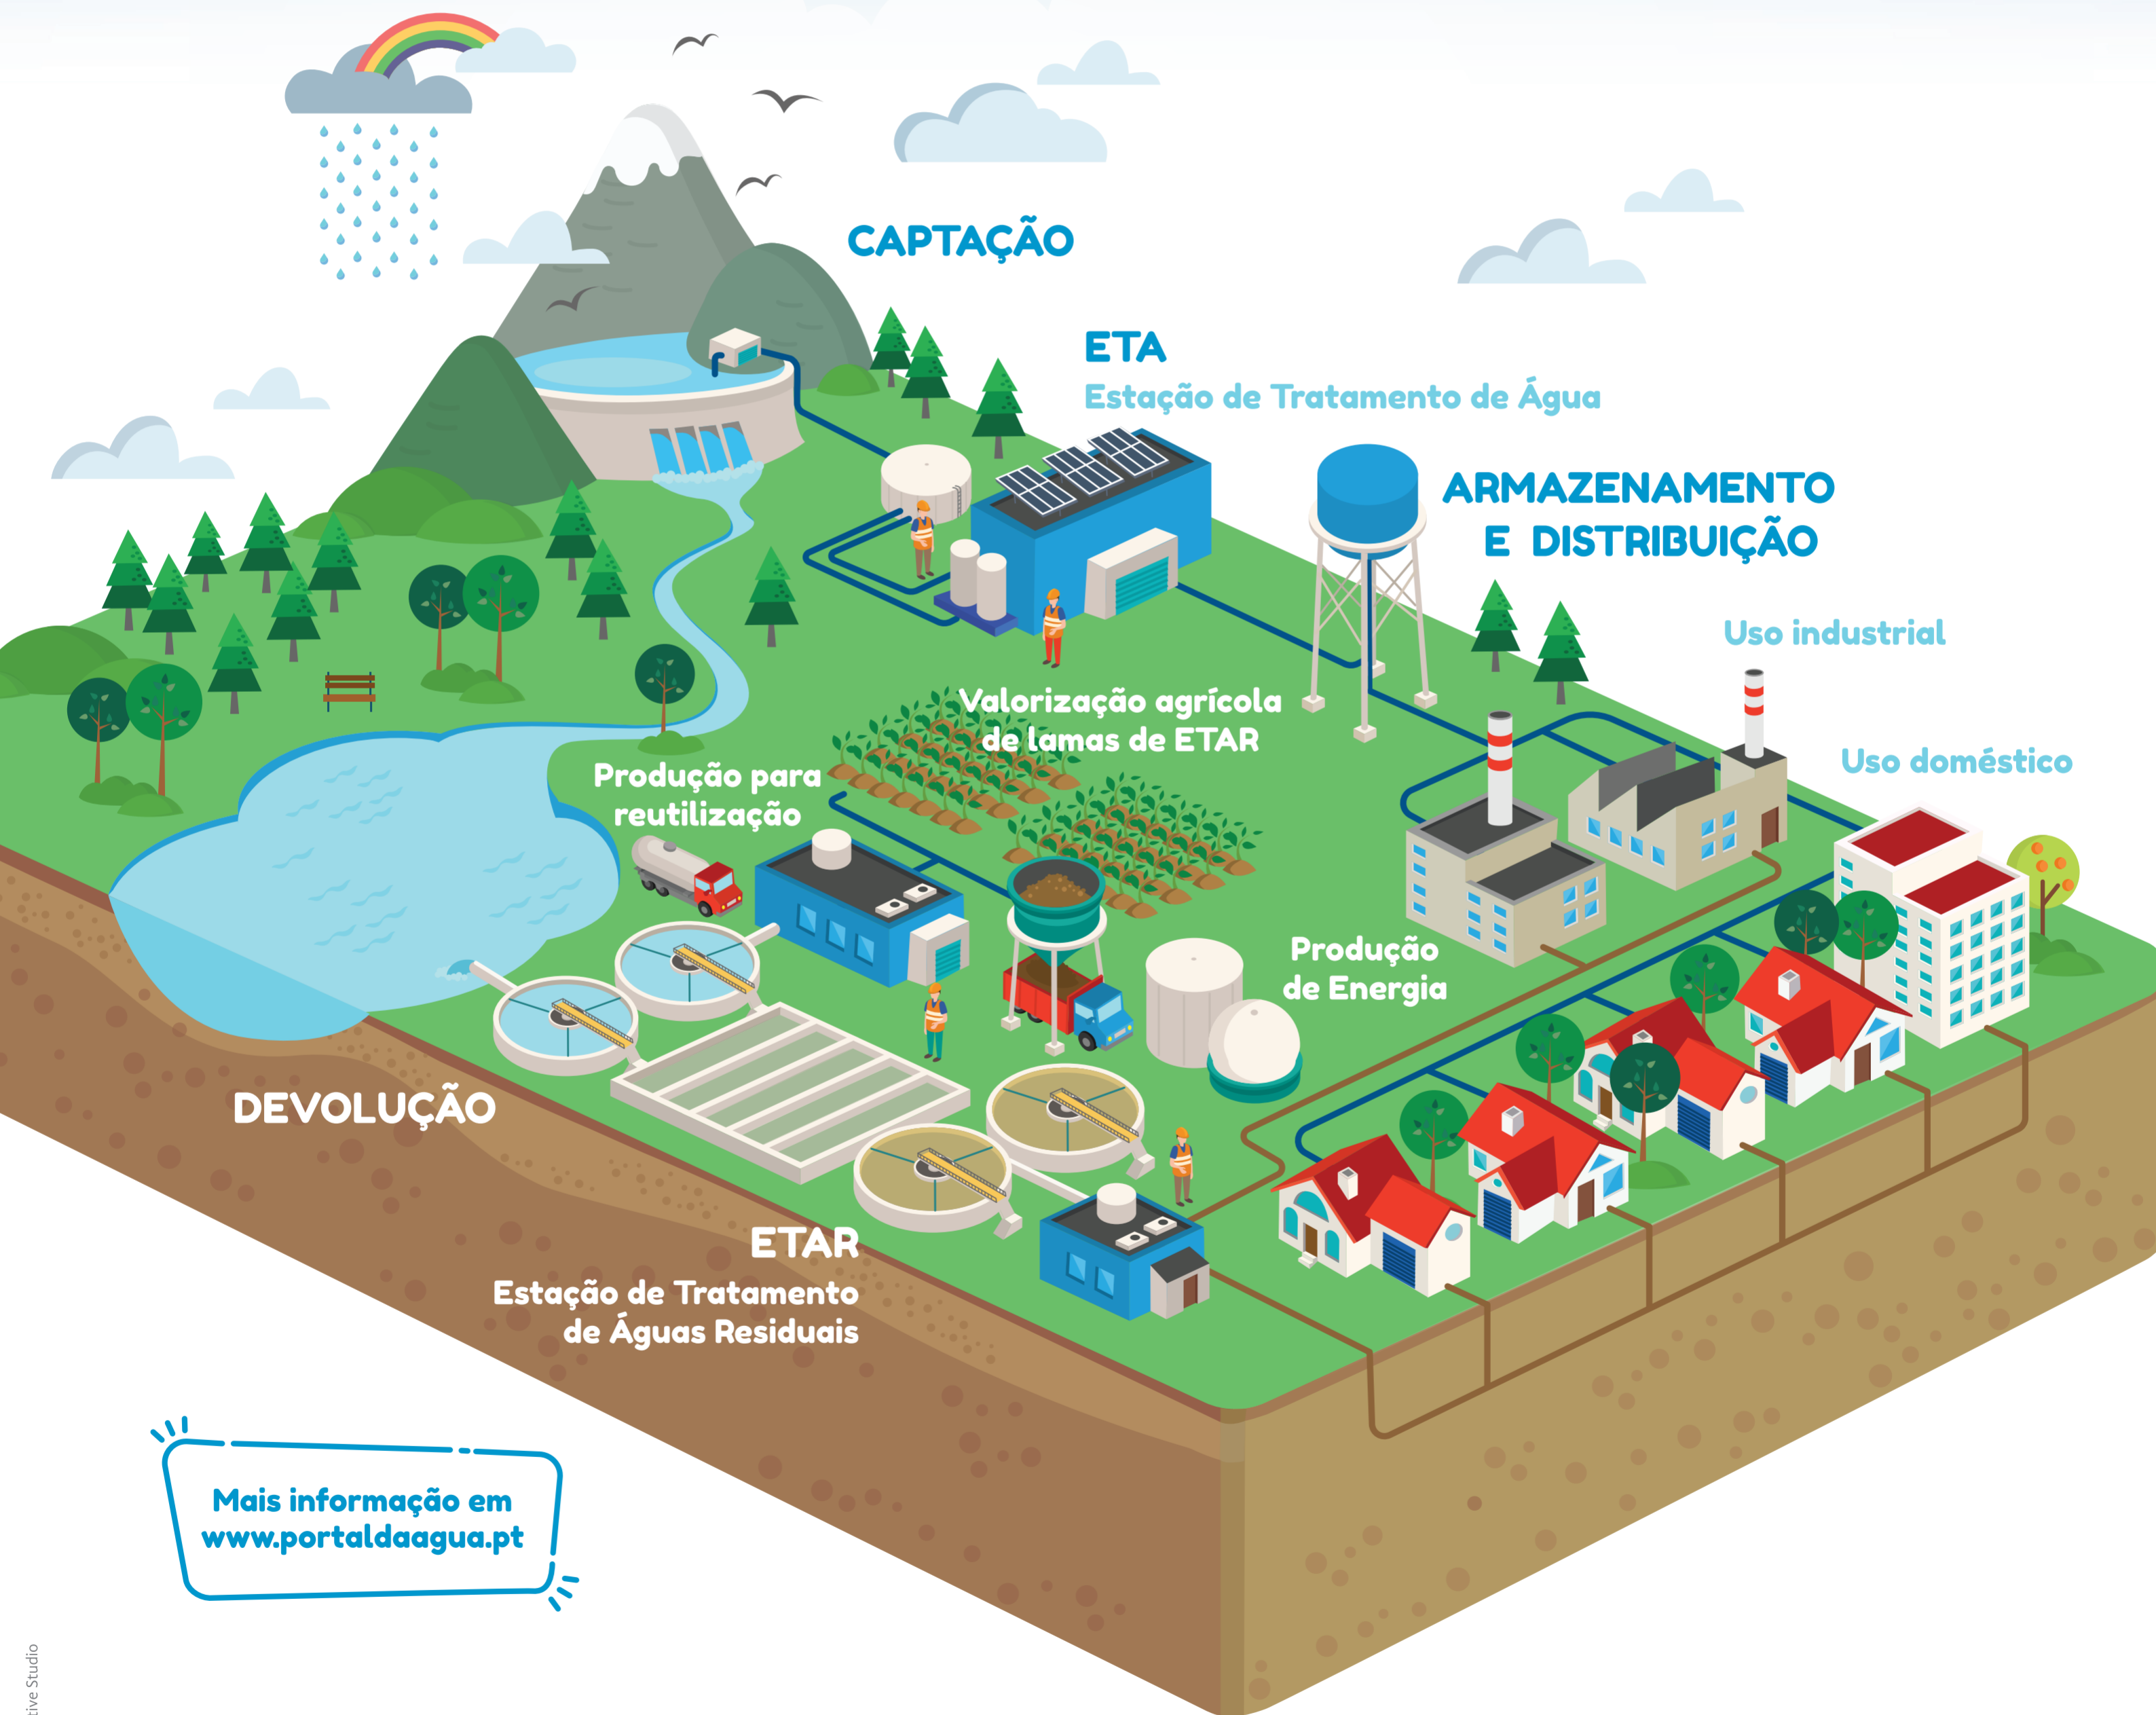 CAPTAÇÃO
ETA
Estação de Tratamento de Água
ARMAZENAMENTO
E DISTRIBUIÇÃO
Uso industrial
Uso doméstico
Valorização agrícola
de lamas de ETAR
Produção para
reutilização
Produção
de Energia
DEVOLUÇÃO
ETAR
Estação de Tratamento
de Águas Residuais
Mais informação em
www.portaldaagua.pt
Studio